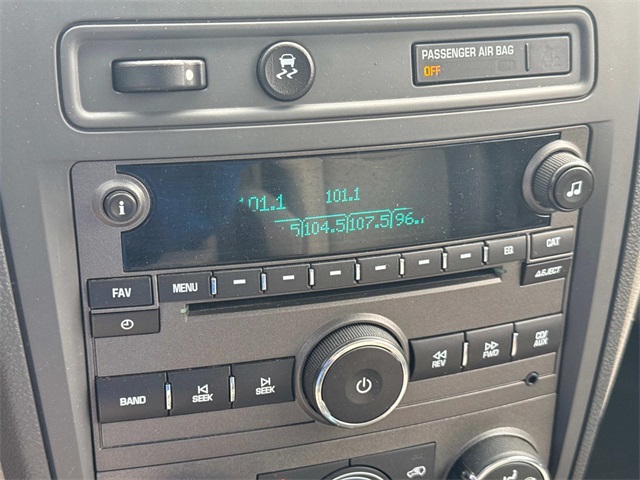 PASSENGER AIR BAG
OFF
101.1 101.1
5 104.5 107.5 96.
i
FAV MENU EQ CAT
EJECT
REV FWD CD/AUX
BAND SEEK SEEK